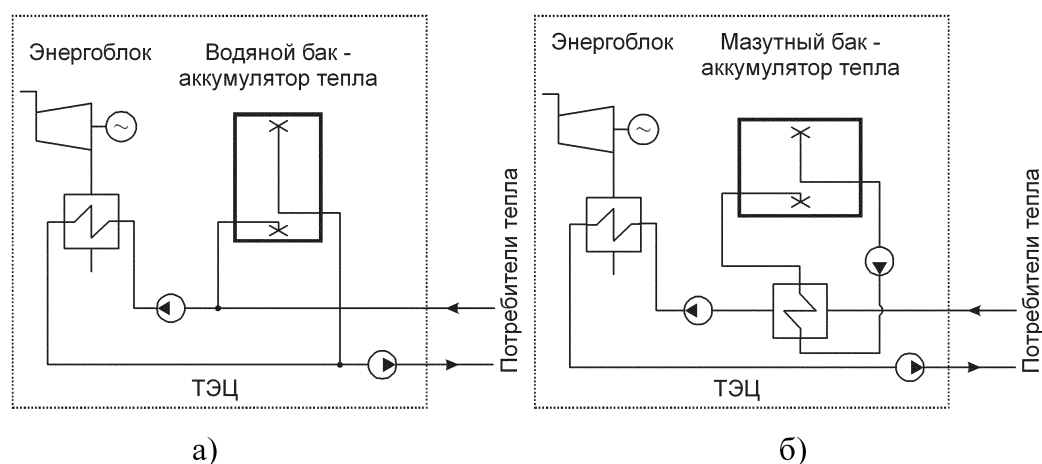 Энергоблок
Водяной бак -
аккумулятор тепла
Потребители тепла
ТЭЦ
а)
Энергоблок
Мазутный бак -
аккумулятор тепла
Потребители тепла
ТЭЦ
б)